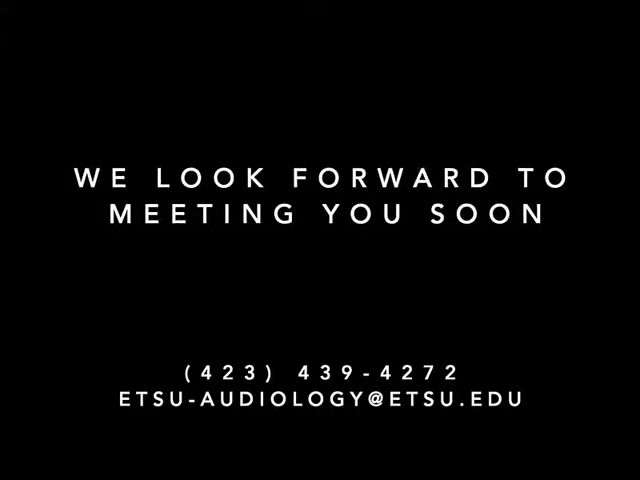 WE LOOK FORWARD TO
MEETING YOU SOON
(423) 439-4272
ETSU-AUDIOLOGY@ETSU.EDU